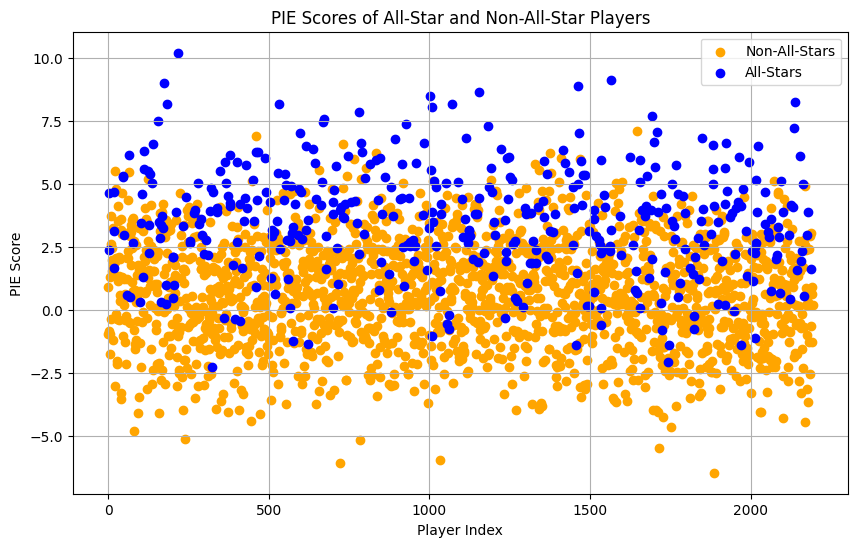 PIE Scores of All-Star and Non-All-Star Players
Non-All-Stars
All-Stars
10.0
7.5
5.0
2.5
0.0
−2.5
−5.0
PIE Score
0
500
1000
1500
2000
Player Index